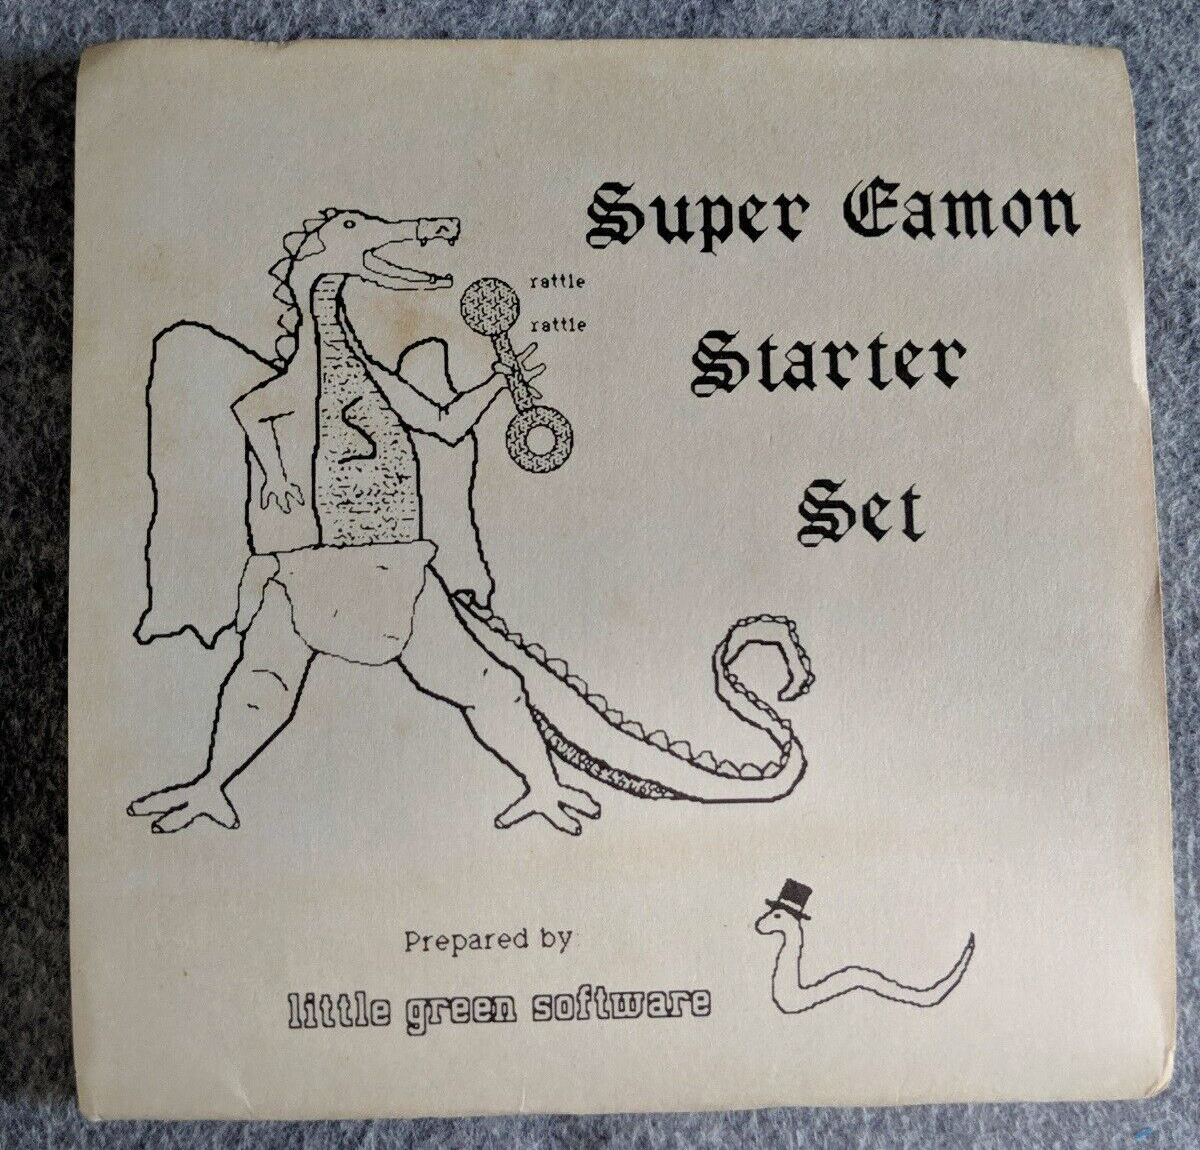 Super Eamon
rattle
rattle
Starter
Set
S
Prepared by:
little green software